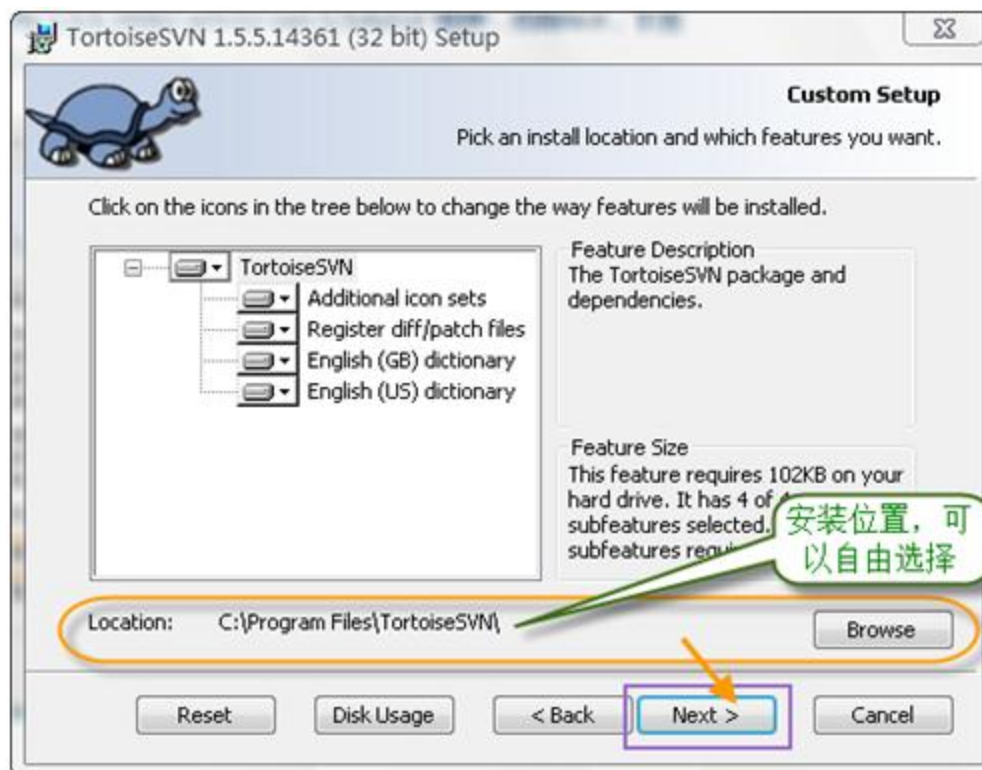 TortoiseSVN 1.5.5.14361 (32 bit) Setup
Custom Setup
Pick an install location and which features you want.
Click on the icons in the tree below to change the way features will be installed.
TortoiseSVN
Additional icon sets
Register diff/patch files
English (GB) dictionary
English (US) dictionary
Feature Description
The TortoiseSVN package and
dependencies.
Feature Size
This feature requires 102KB on your
hard drive. It has 4 of
subfeatures selected.
subfeatures
安装位置，可
以自由选择
Location: C:\Program Files\TortoiseSVN\
Browse
Reset
Disk Usage
< Back
Next >
Cancel